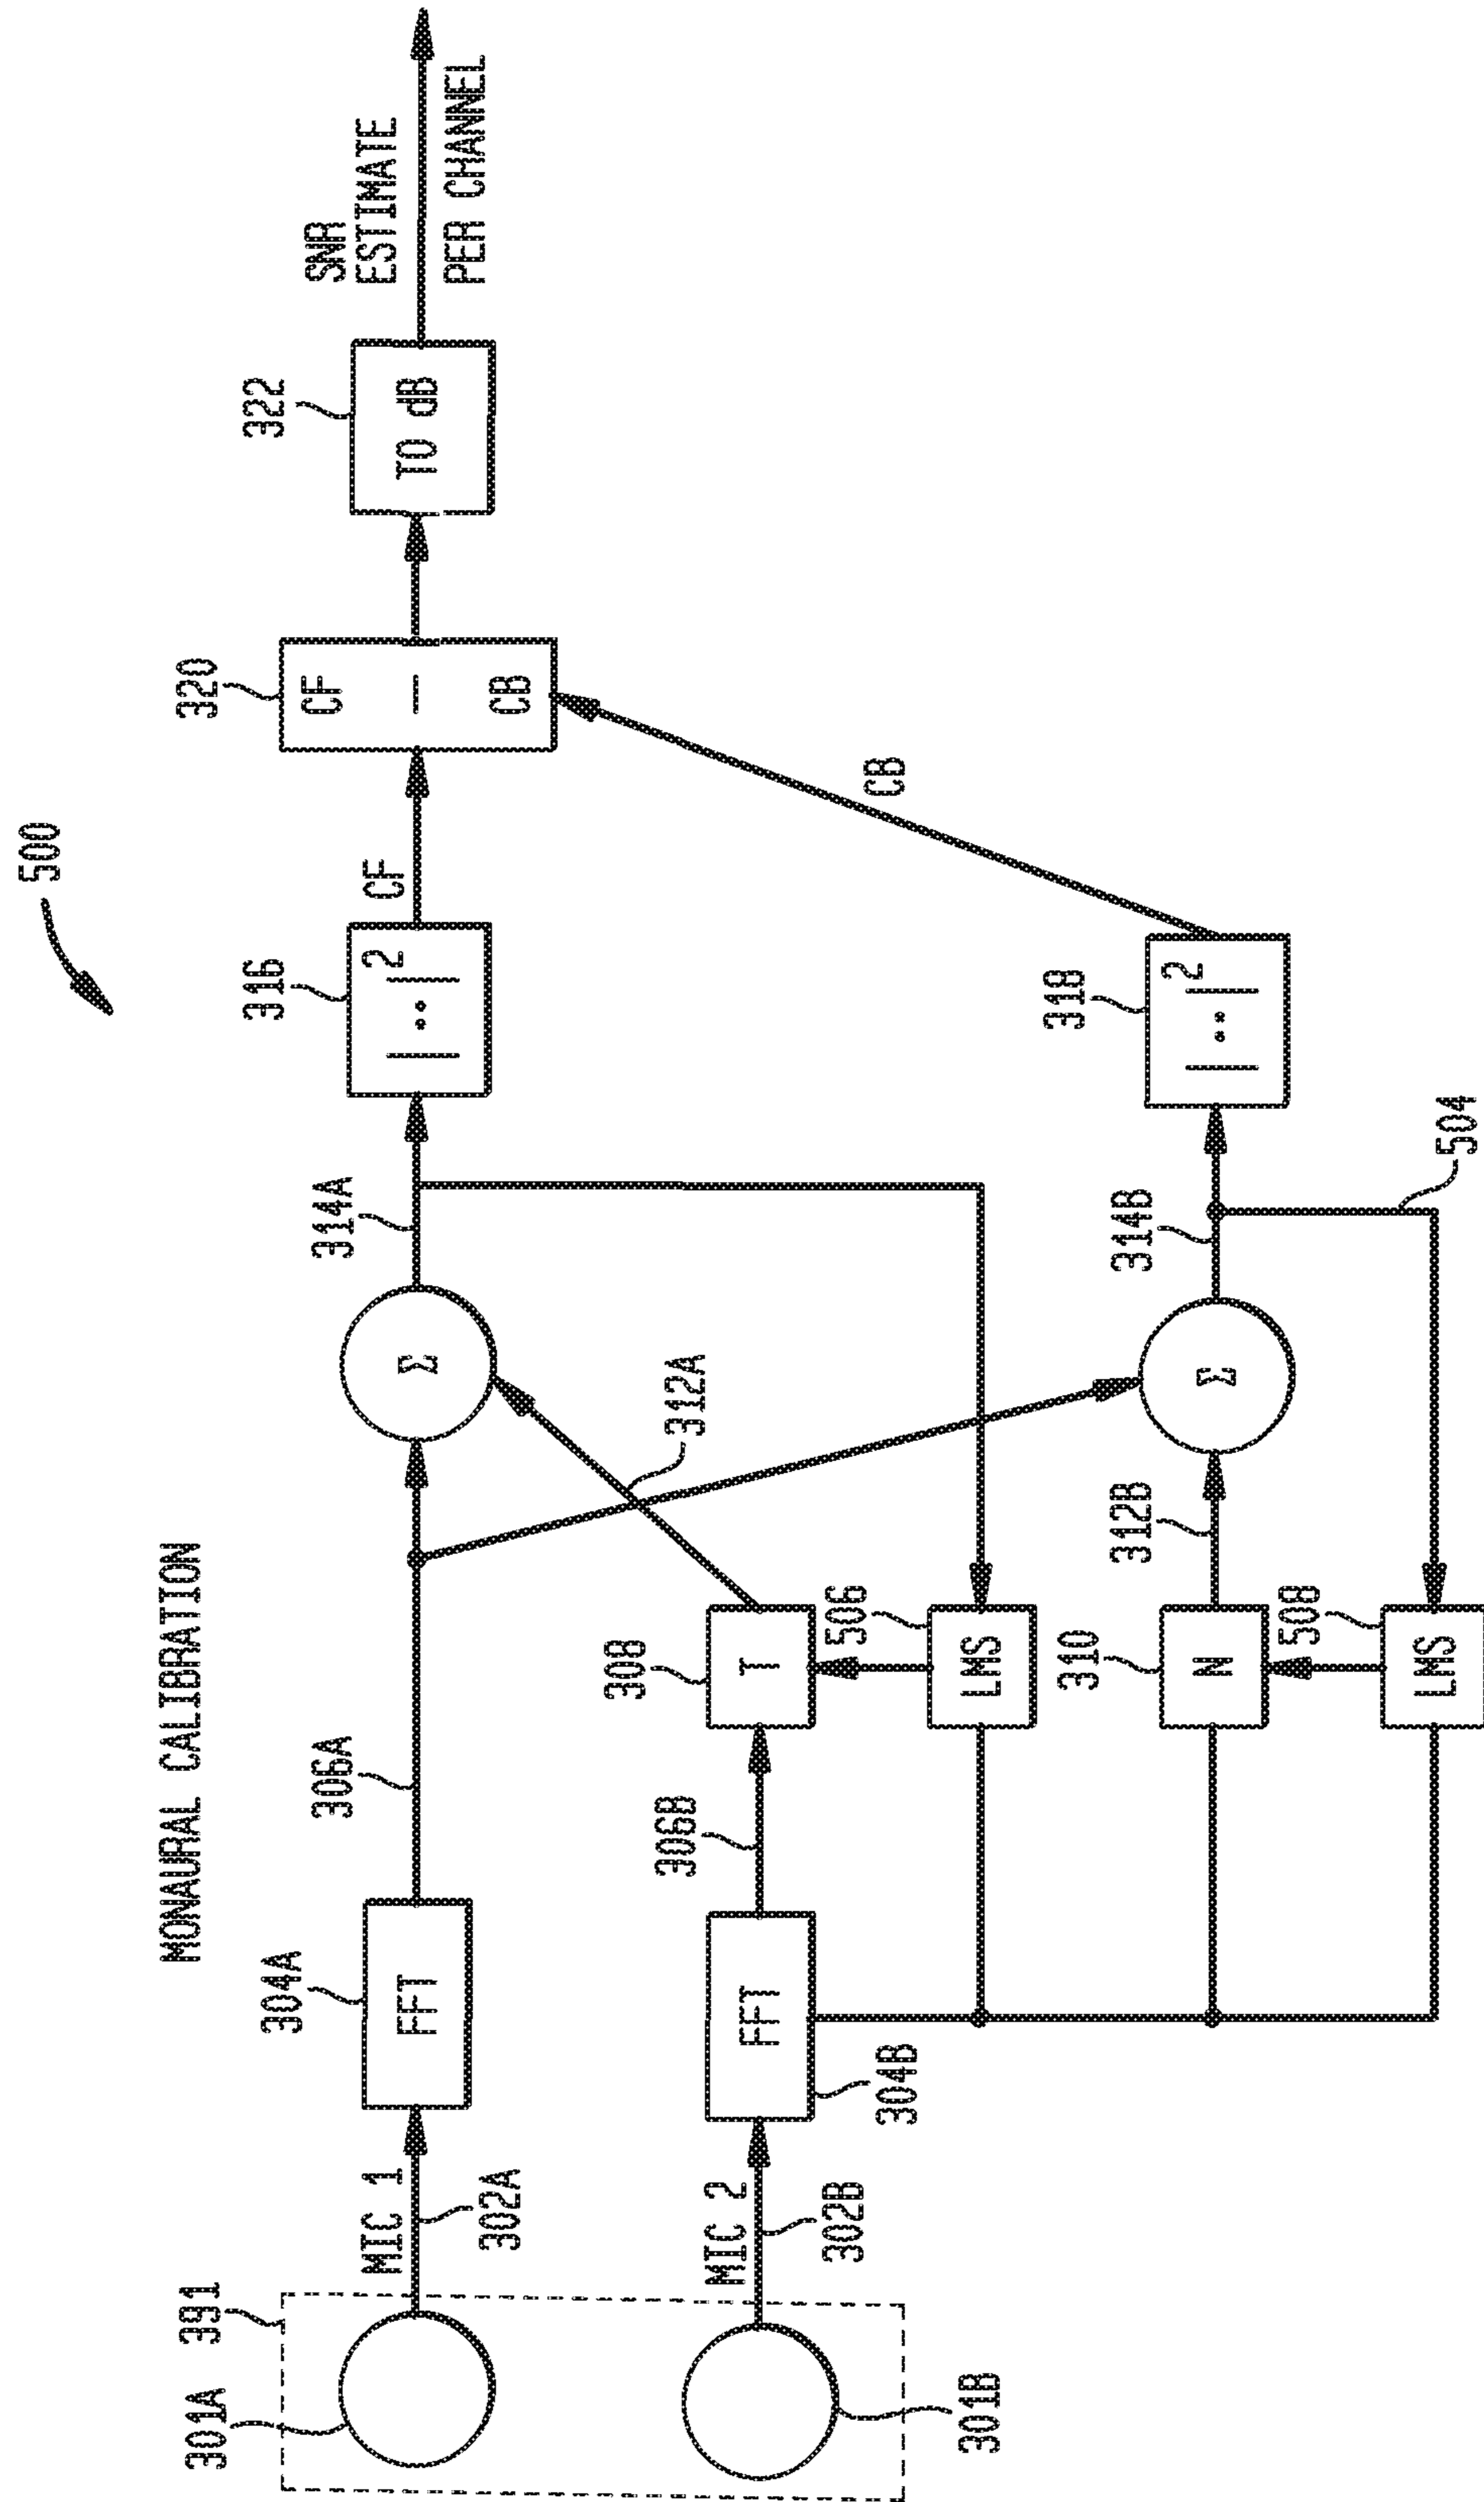 500
MONAURAL CALIBRATION
391
301A
MIC 1
302A
304A
FFT
306A
Σ
314A
316
|··|2
CF
320
CF
—
CB
322
TO dB
SNR
ESTIMATE
PER CHANNEL
MIC 2
302B
301B
304B
FFT
306B
308
T
312A
506
LMS
310
N
312B
Σ
314B
318
|··|2
CB
508
LMS
504